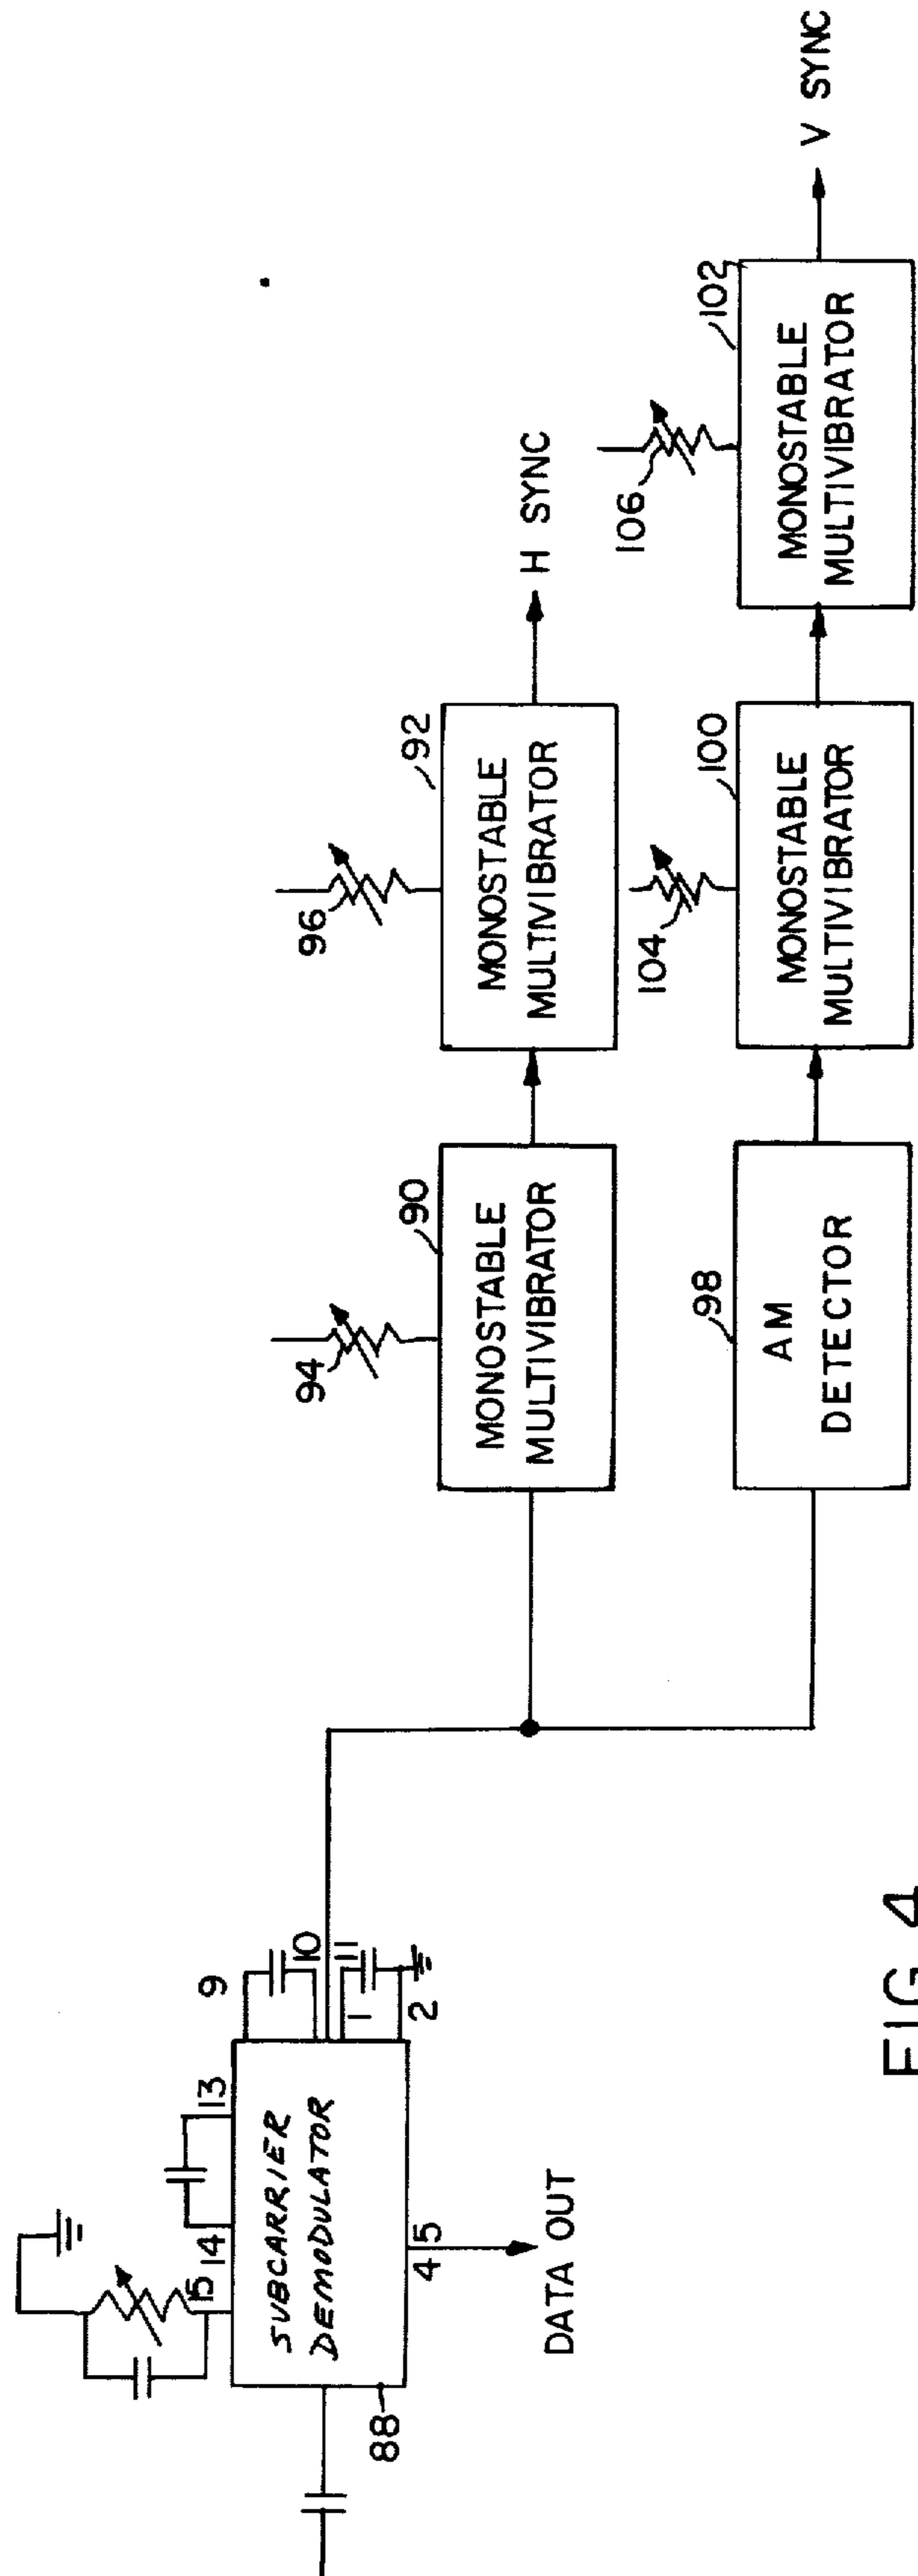 15
14
13
9
10
11
1
2
SUBCARRIER
DEMODULATOR
88
4 5
DATA OUT
94
90
MONOSTABLE
MULTIVIBRATOR
96
92
MONOSTABLE
MULTIVIBRATOR
H SYNC
98
AM
DETECTOR
104
100
MONOSTABLE
MULTIVIBRATOR
106
102
MONOSTABLE
MULTIVIBRATOR
V SYNC
FIG 4